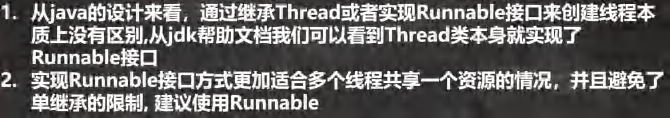 1. 从java的设计来看，通过继承Thread或者实现Runnable接口来创建线程本
质上没有区别,从jdk帮助文档我们可以看到Thread类本身就实现了
Runnable接口
2. 实现Runnable接口方式更加适合多个线程共享一个资源的情况，并且避免了
单继承的限制, 建议使用Runnable